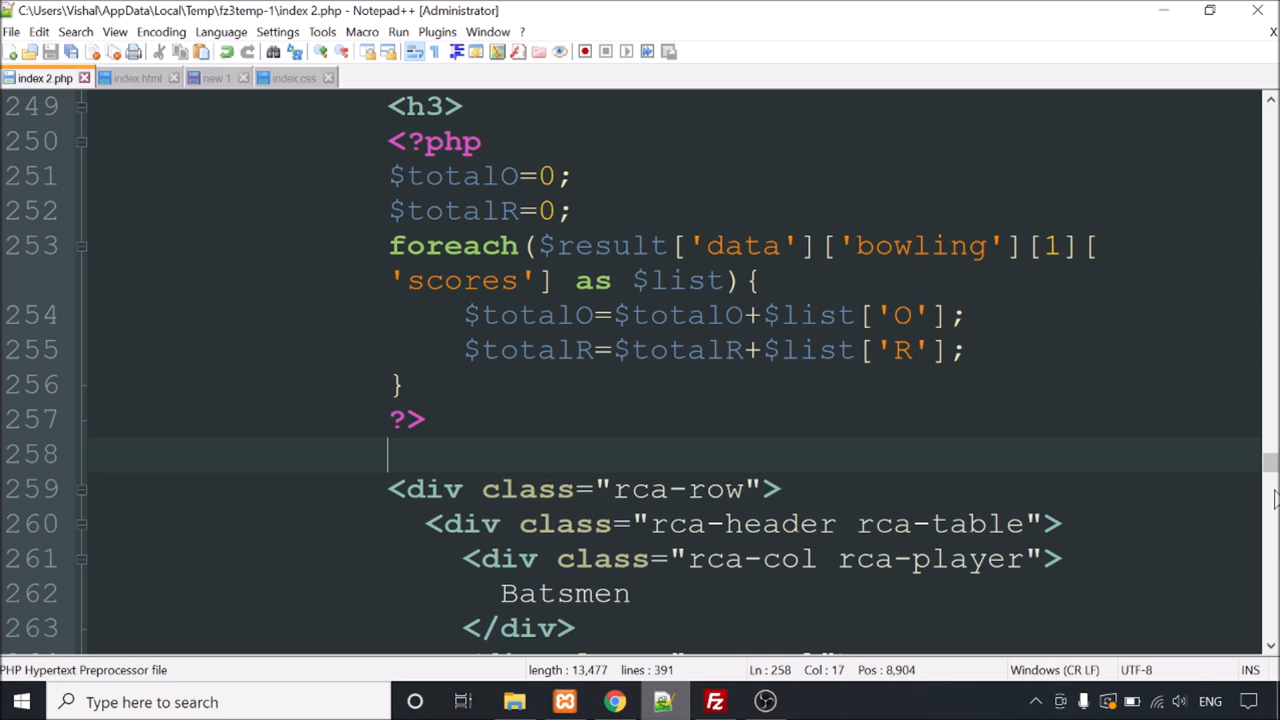 C:\Users\Vishal\AppData\Local\Temp\fz3temp-1\index 2.php - Notepad++ [Administrator]
File Edit Search View Encoding Language Settings Tools Macro Run Plugins Window ? X
index 2.php index.html new 1 index.css
249 <h3>
250 <?php
251 $totalO=0;
252 $totalR=0;
253 foreach($result['data']['bowling'][1][
'scores'] as $list){
254 $totalO=$totalO+$list['O'];
255 $totalR=$totalR+$list['R'];
256 }
257 ?>
258
259 <div class="rca-row">
260 <div class="rca-header rca-table">
261 <div class="rca-col rca-player">
262 Batsmen
263 </div>
PHP Hypertext Preprocessor file length : 13,477 lines : 391 Ln : 258 Col : 17 Pos : 8,904 Windows (CR LF) UTF-8 INS
Type here to search ENG